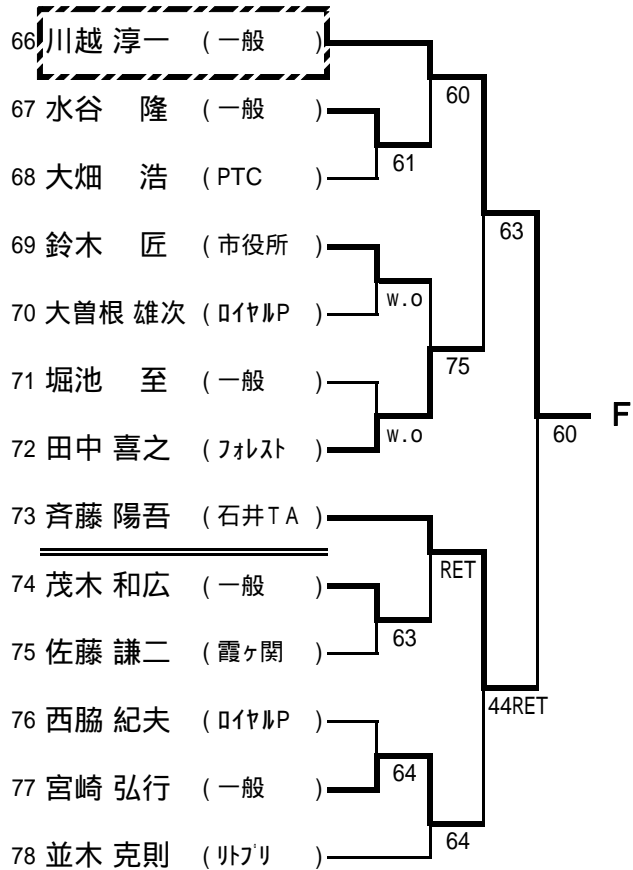 66 川越 淳一 ( 一般 )
60
67 水谷 隆 ( 一般 )
61
68 大畑 浩 ( PTC )
63
69 鈴木 匠 ( 市役所 )
w.o
70 大曽根 雄次 ( ﾛｲﾔﾙP )
75
71 堀池 至 ( 一般 )
F
w.o
60
72 田中 喜之 ( ﾌｫﾚｽﾄ )
73 斉藤 陽吾 ( 石井TA )
RET
74 茂木 和広 ( 一般 )
63
75 佐藤 謙二 ( 霞ヶ関 )
44RET
76 西脇 紀夫 ( ﾛｲﾔﾙP )
64
77 宮崎 弘行 ( 一般 )
64
78 並木 克則 ( ﾘﾄﾌﾟﾘ )